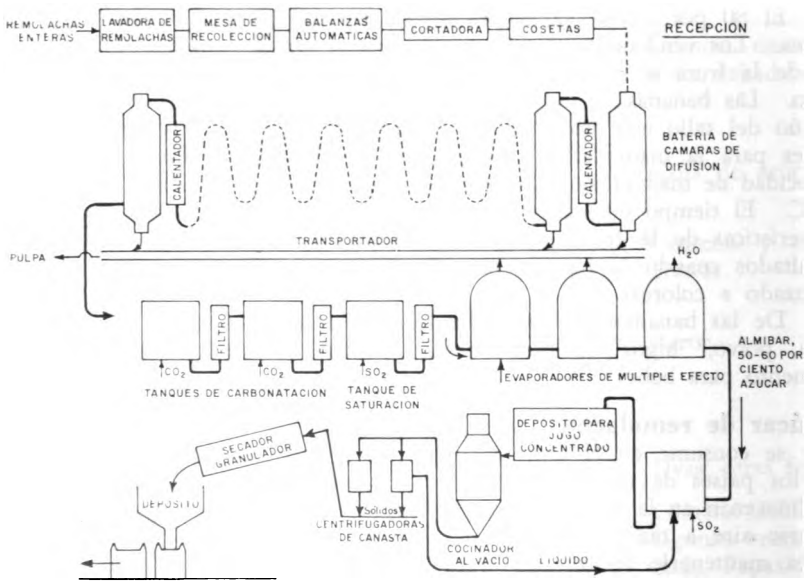 REMOLACHAS
ENTERAS
LAVADORA DE
REMOLACHAS
MESA DE
RECOLECCION
BALANZAS
AUTOMATICAS
CORTADORA
COSETAS
RECEPCION
CALENTADOR
CALENTADOR
BATERIA DE
CAMARAS DE
DIFUSION
TRANSPORTADOR
PULPA
H2O
FILTRO
FILTRO
FILTRO
CO2
CO2
SO2
TANQUES DE CARBONATACION
TANQUE DE
SATURACION
EVAPORADORES DE MULTIPLE EFECTO
ALMIBAR,
50-60 POR
CIENTO
AZUCAR
DEPOSITO PARA
JUGO
CONCENTRADO
SECADOR
GRANULADOR
DEPOSITO
Sólidos
CENTRIFUGADORAS
DE CANASTA
COCINADOR
AL VACIO
LIQUIDO
SO2